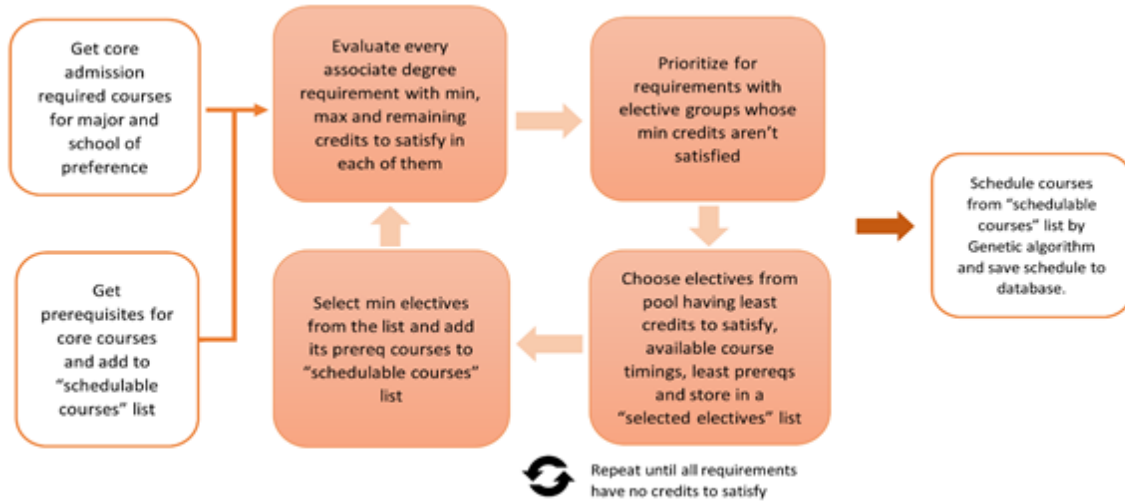 Get core
admission
required courses
for major and
school of
preference
Evaluate every
associate degree
requirement with min,
max and remaining
credits to satisfy in
each of them
Prioritize for
requirements with
elective groups whose
min credits aren’t
satisfied
Schedule courses
from “schedulable
courses” list by
Genetic algorithm
and save schedule to
database.
Get
prerequisites for
core courses
and add to
“schedulable
courses” list
Select min electives
from the list and add
its prereq courses to
“schedulable courses”
list
Choose electives from
pool having least
credits to satisfy,
available course
timings, least prereqs
and store in a
“selected electives” list
Repeat until all requirements
have no credits to satisfy